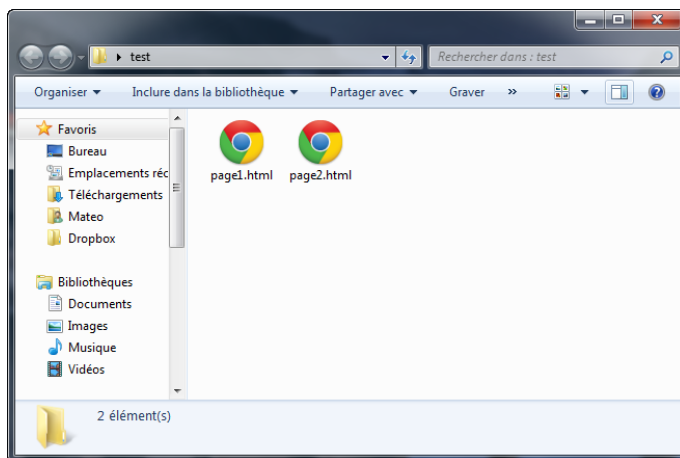 test
Rechercher dans : test
Organiser
Inclure dans la bibliothèque
Partager avec
Graver
»
Favoris
Bureau
Emplacements réc
Téléchargements
Mateo
Dropbox
Bibliothèques
Documents
Images
Musique
Vidéos
page1.html
page2.html
2 élément(s)